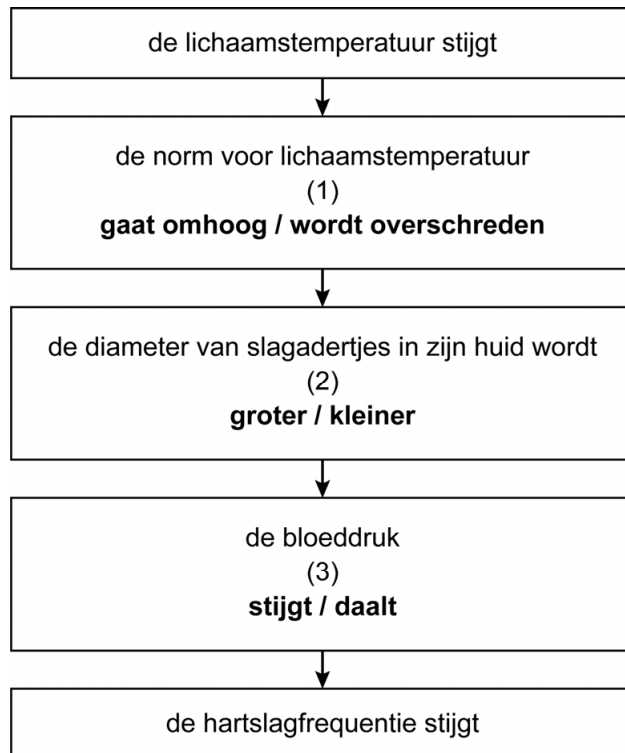 de lichaamstemperatuur stijgt
de norm voor lichaamstemperatuur
(1)
gaat omhoog / wordt overschreden
de diameter van slagadertjes in zijn huid wordt
(2)
groter / kleiner
de bloeddruk
(3)
stijgt / daalt
de hartslagfrequentie stijgt